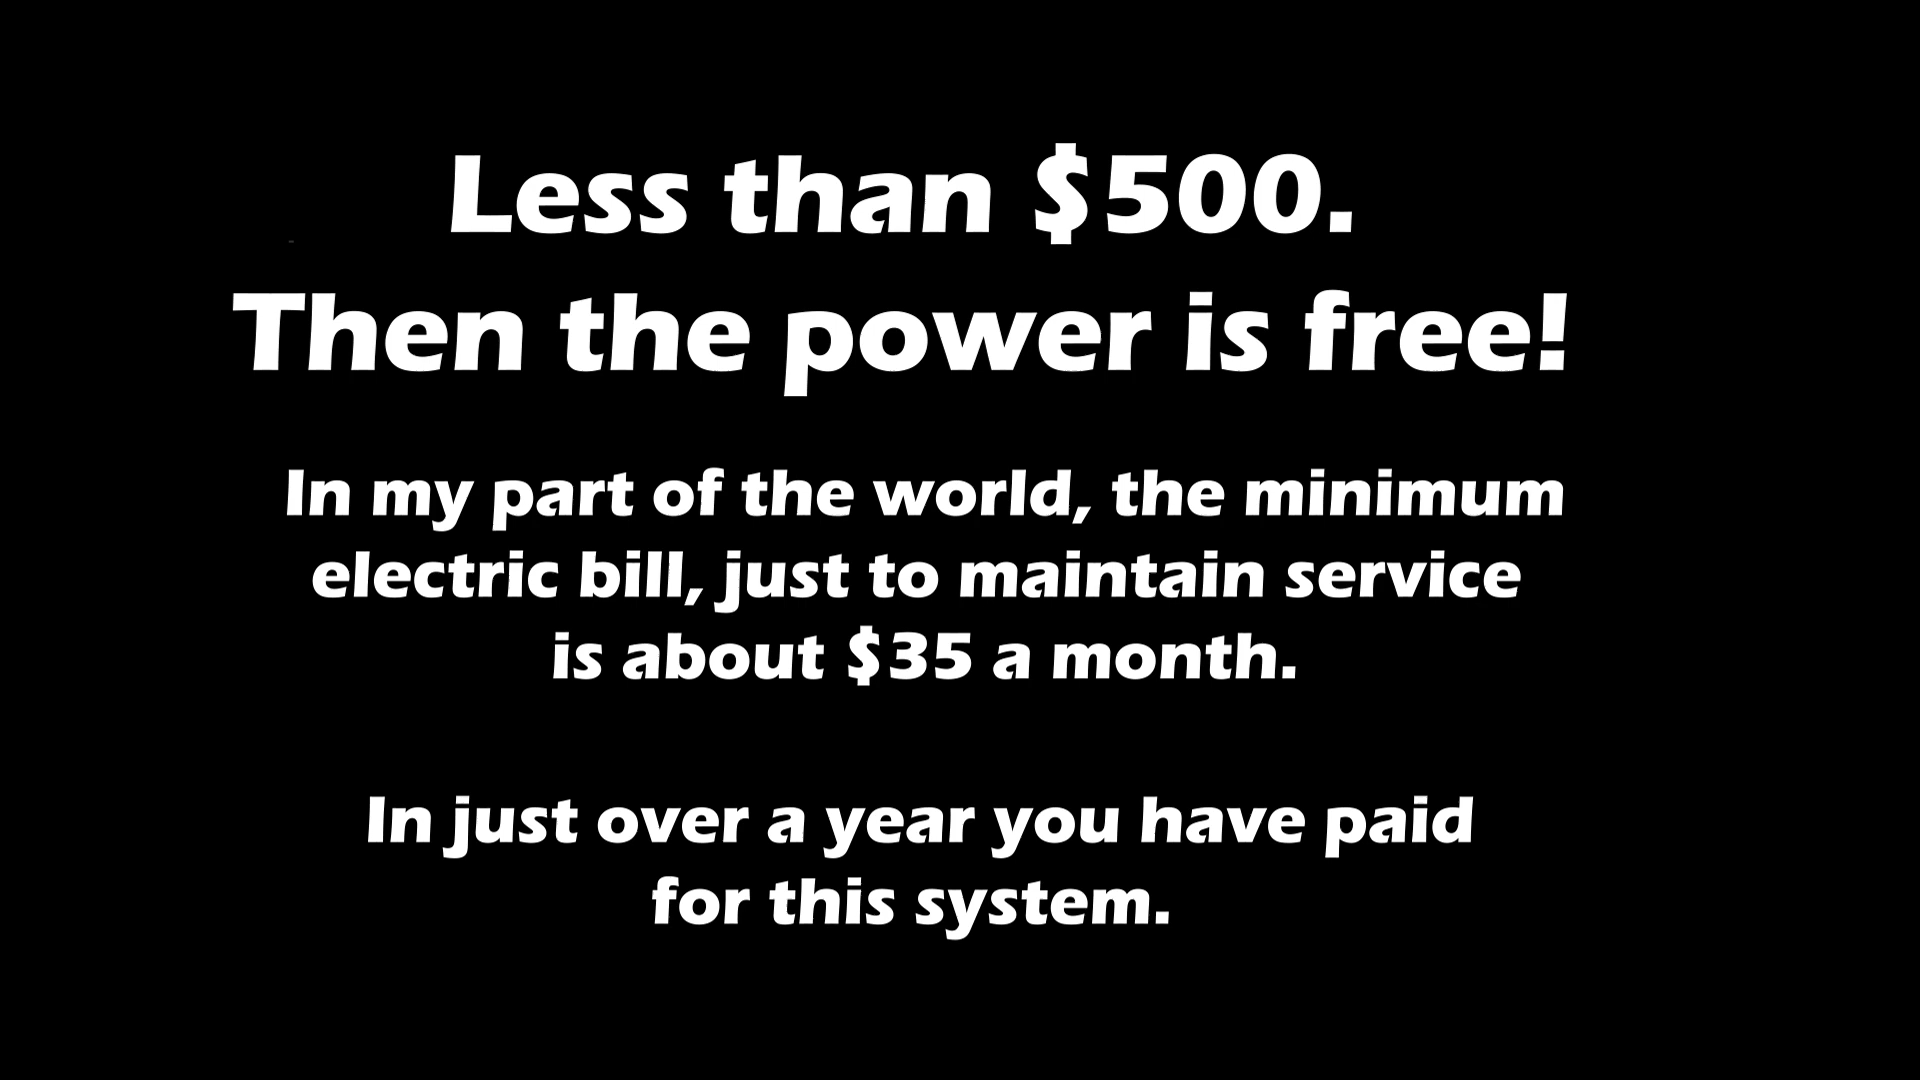 Less than $500.
Then the power is free!
In my part of the world, the minimum
electric bill, just to maintain service
is about $35 a month.
In just over a year you have paid
for this system.